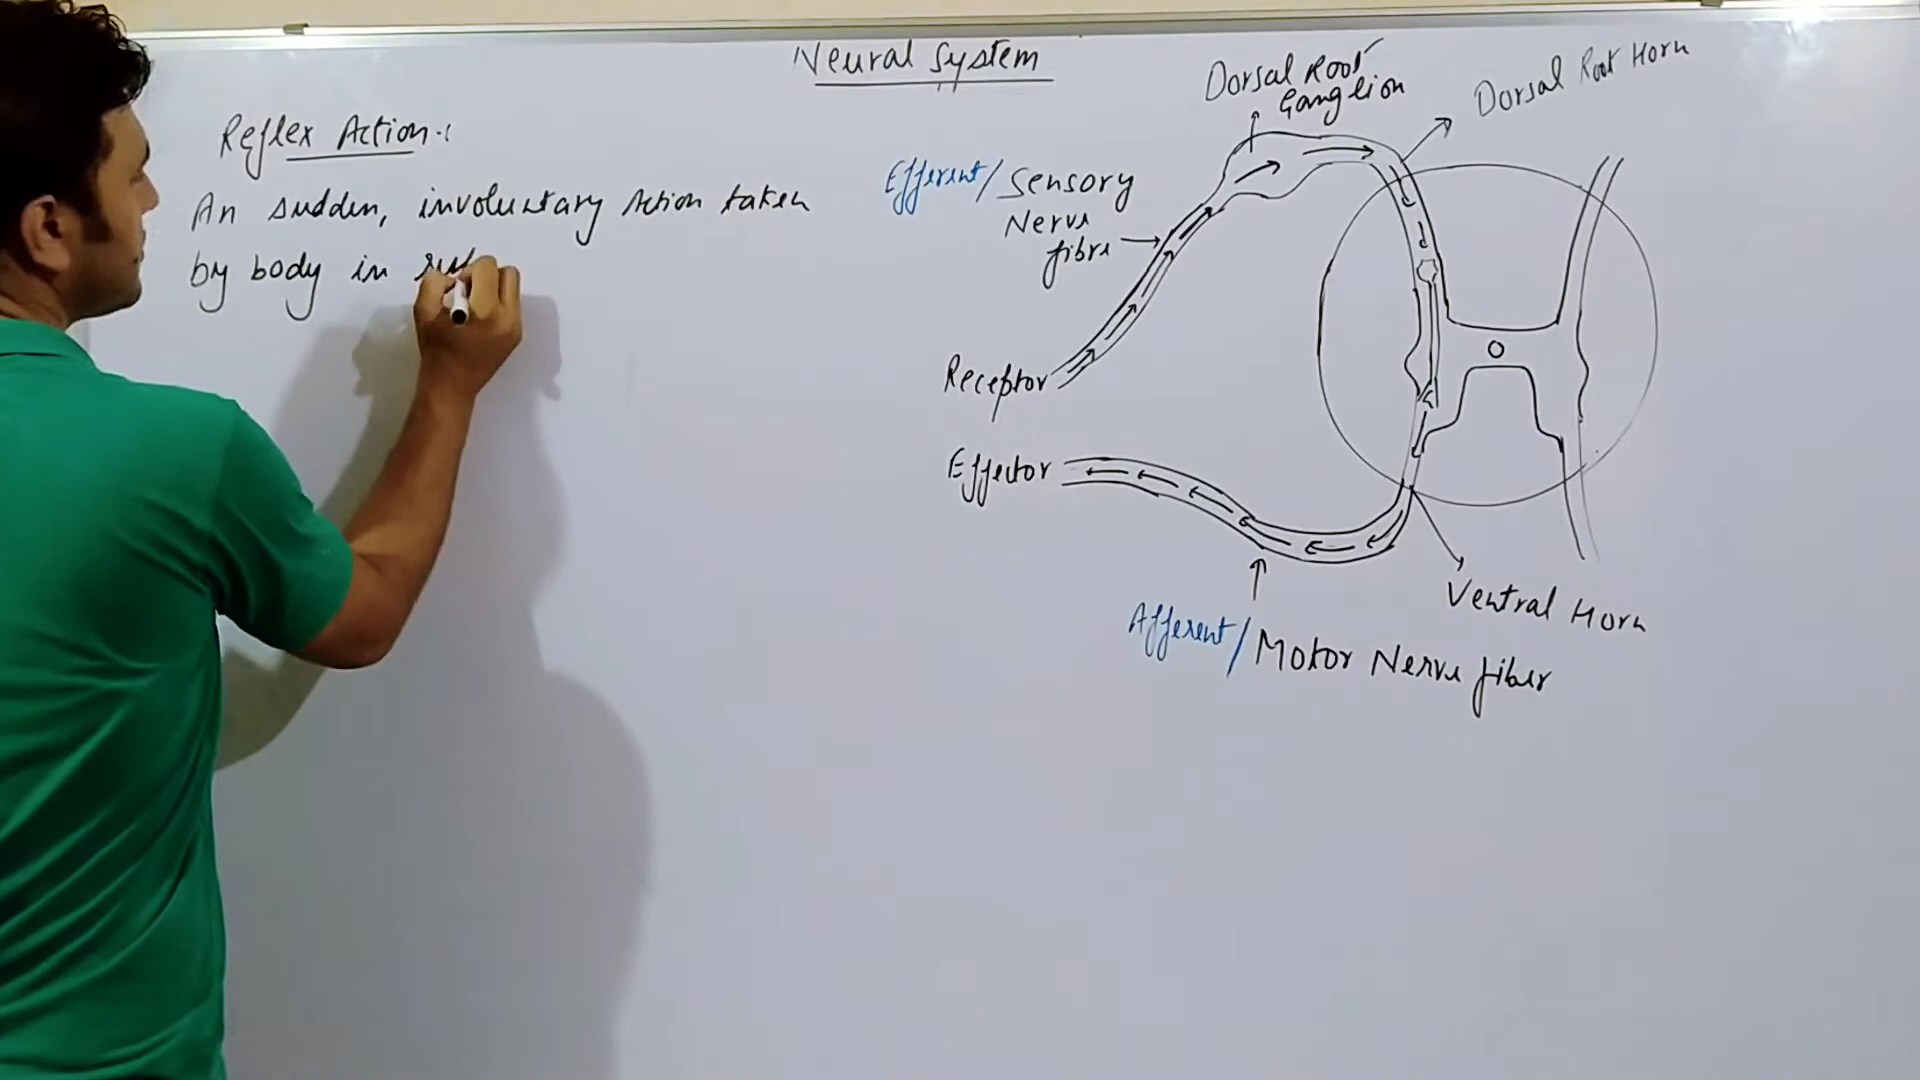 Neural System
Reflex Action:
An sudden, involuntary Action taken
by body in
Dorsal Root
Ganglion
Dorsal Root Horn
Efferent/Sensory
Nerve
fibre
Receptor
Effector
Ventral Horn
Afferent/Motor Nerve fiber